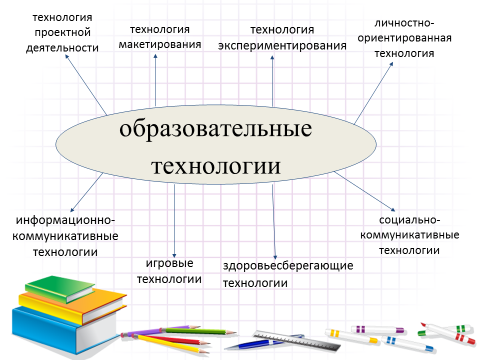 технология
проектной
деятельности
технология
макетирования
технология
экспериментирования
личностно-
ориентированная
технология
образовательные
технологии
информационно-
коммуникативные
технологии
игровые
технологии
здоровьесберегающие
технологии
социально-
коммуникативные
технологии